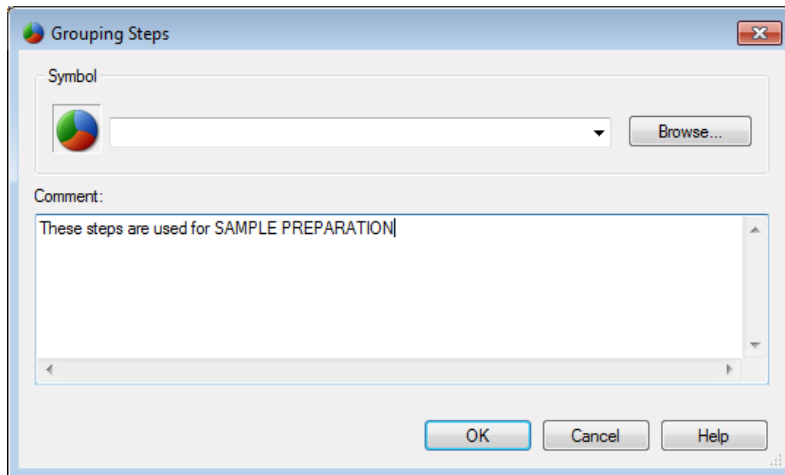 Grouping Steps
Symbol
Browse...
Comment:
These steps are used for SAMPLE PREPARATION
OK Cancel Help